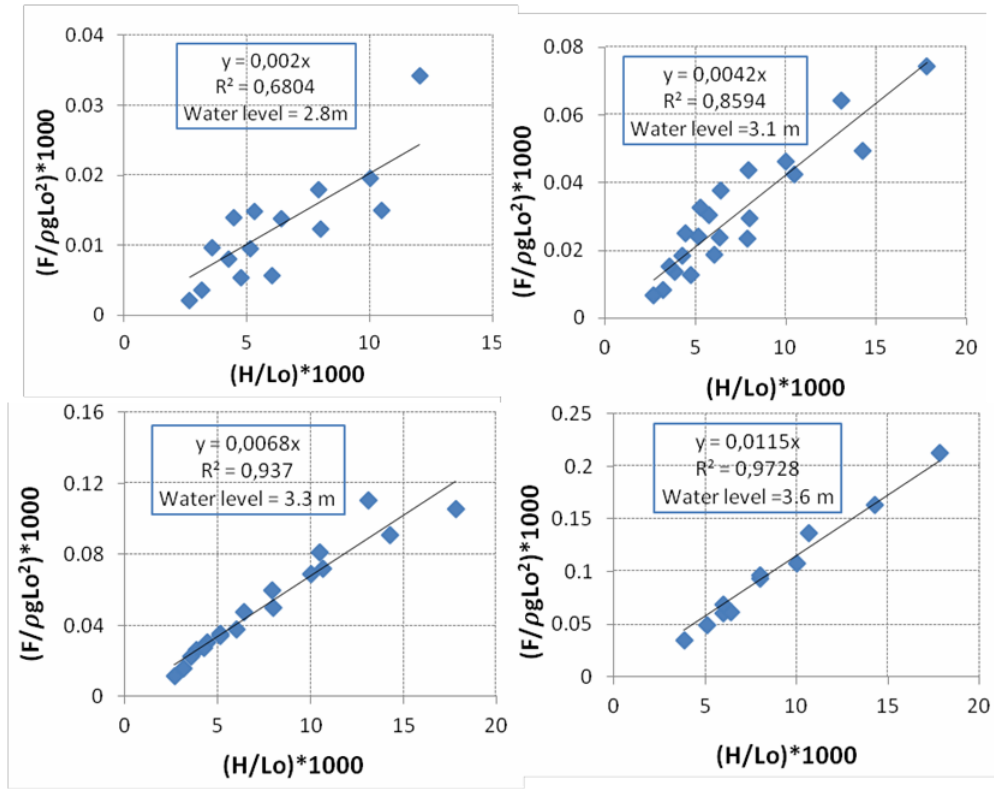 0.04
0.03
0.02
0.01
0
0
5
10
15
(F/ρgLo²)*1000
(H/Lo)*1000
y = 0,002x
R² = 0,6804
Water level = 2.8m
0.08
0.06
0.04
0.02
0
0
5
10
15
20
(F/ρgLo²)*1000
(H/Lo)*1000
y = 0,0042x
R² = 0,8594
Water level =3.1 m
0.16
0.12
0.08
0.04
0
0
5
10
15
20
(F/ρgLo²)*1000
(H/Lo)*1000
y = 0,0068x
R² = 0,937
Water level = 3.3 m
0.25
0.2
0.15
0.1
0.05
0
0
5
10
15
20
(F/ρgLo²)*1000
(H/Lo)*1000
y = 0,0115x
R² = 0,9728
Water level =3.6 m